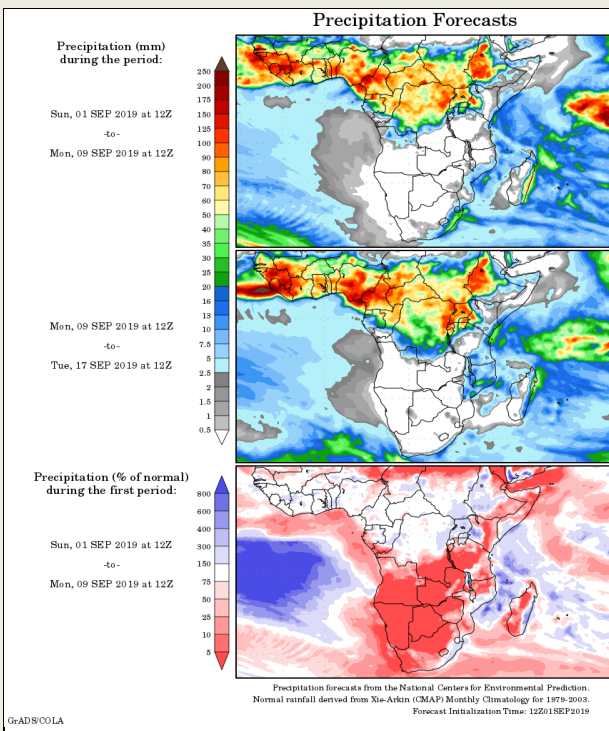 Precipitation Forecasts
Precipitation (mm)
during the period:
Sun, 01 SEP 2019 at 12Z
-to-
Mon, 09 SEP 2019 at 12Z
250
200
175
150
125
100
90
80
70
60
50
40
35
30
25
20
16
13
10
7.5
5
2.5
2
1.5
1
0.5
Mon, 09 SEP 2019 at 12Z
-to-
Tue, 17 SEP 2019 at 12Z
Precipitation (% of normal)
during the first period:
Sun, 01 SEP 2019 at 12Z
-to-
Mon, 09 SEP 2019 at 12Z
800
600
400
300
150
75
50
25
10
5
Precipitation forecasts from the National Centers for Environmental Prediction.
Normal rainfall derived from Xie-Arkin (CMAP) Monthly Climatology for 1979-2003.
Forecast Initialization Time: 12Z01SEP2019
GrADS/COLA